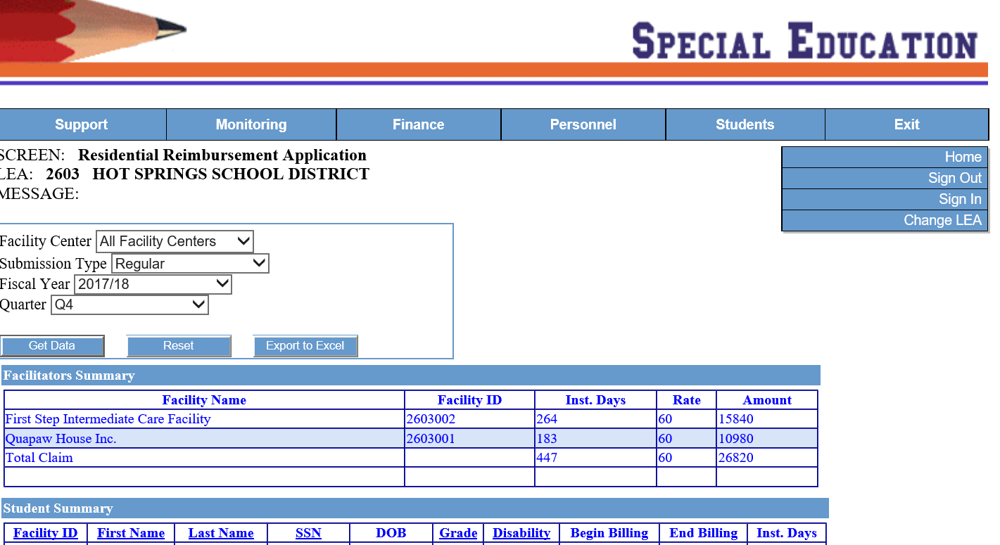 SPECIAL EDUCATION
Support Monitoring Finance Personnel Students Exit
SCREEN: Residential Reimbursement Application
LEA: 2603 HOT SPRINGS SCHOOL DISTRICT
MESSAGE:
Home
Sign Out
Sign In
Change LEA
Facility Center All Facility Centers
Submission Type Regular
Fiscal Year 2017/18
Quarter Q4
Get Data Reset Export to Excel
Facilitators Summary
Facility Name Facility ID Inst. Days Rate Amount
First Step Intermediate Care Facility 2603002 264 60 15840
Quapaw House Inc. 2603001 183 60 10980
Total Claim 447 60 26820
Student Summary
Facility ID First Name Last Name SSN DOB Grade Disability Begin Billing End Billing Inst. Days